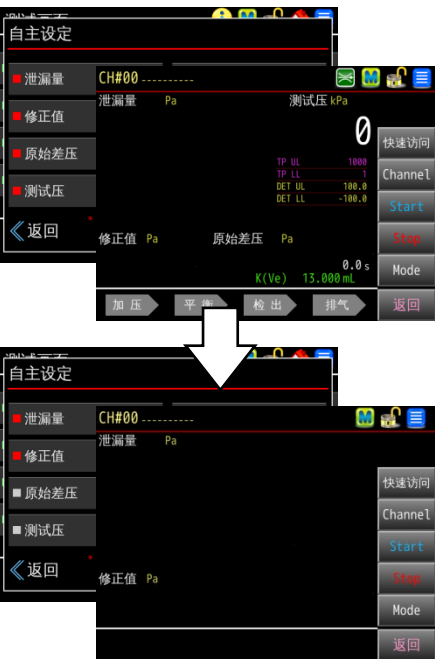 测试画面
自主设定
泄漏量
修正值
原始差压
测试压
返回
CH#00 ----------
泄漏量 Pa 测试压 kPa
0
TP UL 1000
TP LL 1
DET UL 100.0
DET LL -100.0
修正值 Pa 原始差压 Pa
0.0 s
K(Ve) 13.000 mL
加压 平衡 检出 排气
快速访问
Channel
Start
Stop
Mode
返回
自主设定
泄漏量
修正值
原始差压
测试压
返回
CH#00 ----------
泄漏量 Pa
修正值 Pa
快速访问
Channel
Start
Stop
Mode
返回